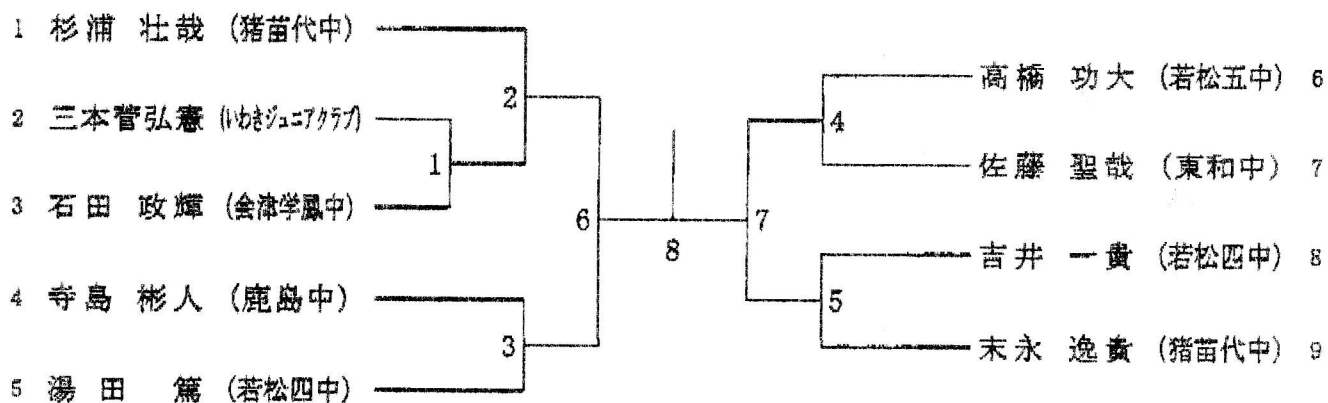 1 杉浦 壮哉 (猪苗代中)
2 三本菅弘憲 (いわきジュニアクラブ)
3 石田 政輝 (会津学鳳中)
4 寺島 彬人 (鹿島中)
5 湯田 篤 (若松四中)
2
1
6
3
8
7
4
5
高橋 功大 (若松五中) 6
佐藤 聖哉 (東和中) 7
吉井 一貴 (若松四中) 8
末永 逸貴 (猪苗代中) 9